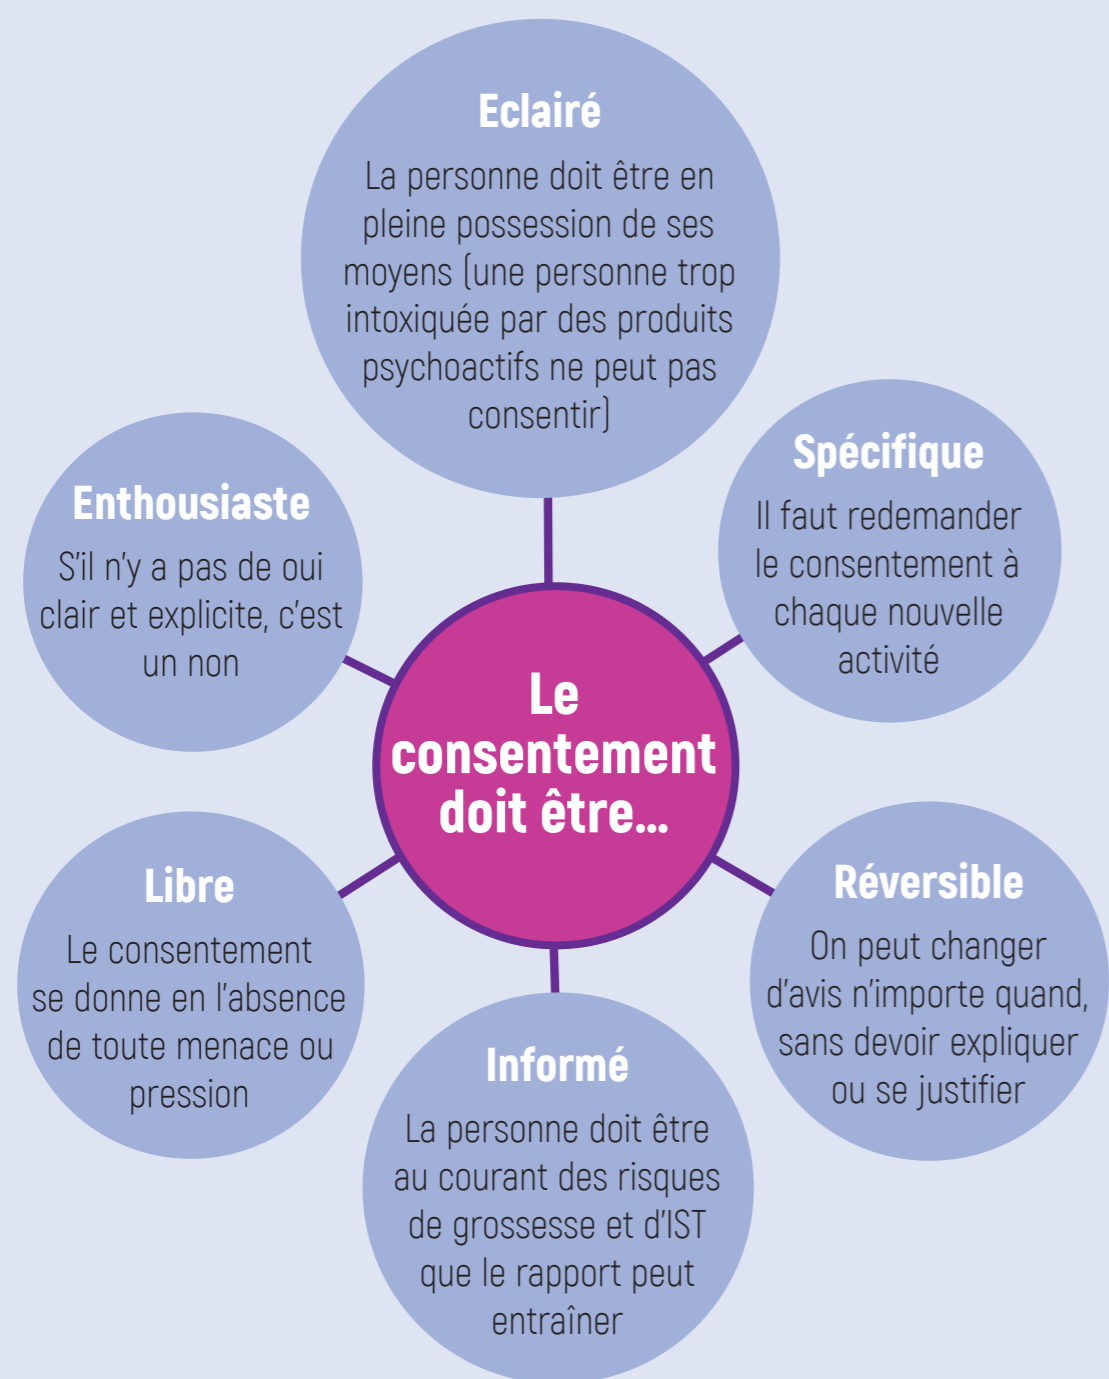 Eclairé
La personne doit être en
pleine possession de ses
moyens (une personne trop
intoxiquée par des produits
psychoactifs ne peut pas
consentir)
Spécifique
Il faut redemander
le consentement à
chaque nouvelle
activité
Enthousiaste
S'il n'y a pas de oui
clair et explicite, c'est
un non
Le
consentement
doit être...
Libre
Le consentement
se donne en l'absence
de toute menace ou
pression
Réversible
On peut changer
d'avis n'importe quand,
sans devoir expliquer
ou se justifier
Informé
La personne doit être
au courant des risques
de grossesse et d'IST
que le rapport peut
entraîner